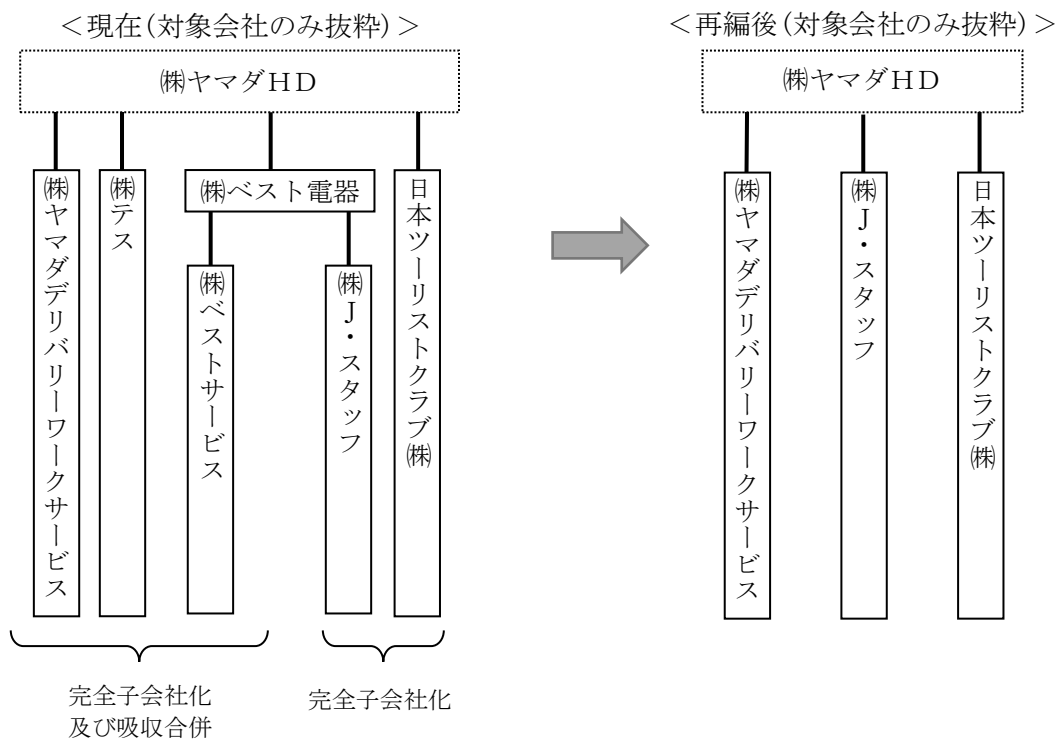 ＜現在(対象会社のみ抜粋)＞
㈱ヤマダＨＤ
㈱ヤマダデリバリーワークサービス
㈱テス
㈱ベスト電器
㈱ベストサービス
㈱Ｊ・スタッフ
日本ツーリストクラブ㈱
完全子会社化
及び吸収合併
完全子会社化
＜再編後(対象会社のみ抜粋)＞
㈱ヤマダＨＤ
㈱ヤマダデリバリーワークサービス
㈱Ｊ・スタッフ
日本ツーリストクラブ㈱